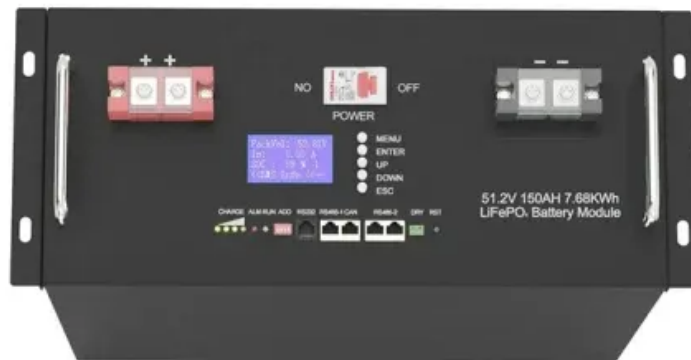 + +
- -
NO
OFF
POWER
MENU
ENTER
UP
DOWN
ESC
51.2V 150AH 7.68KWh
LiFePO₄ Battery Module
CHARGE ALM RUN ADD RS232 RS485-1 CAN RS485-2 DRY RST